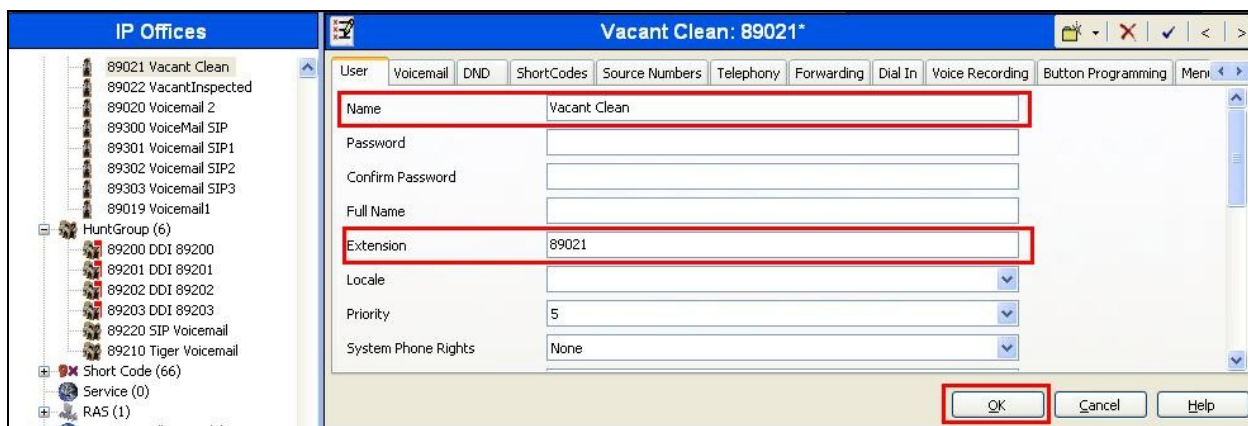 IP Offices
89021 Vacant Clean
89022 VacantInspected
89020 Voicemail 2
89300 VoiceMail SIP
89301 Voicemail SIP1
89302 Voicemail SIP2
89303 Voicemail SIP3
89019 Voicemail1
HuntGroup (6)
89200 DDI 89200
89201 DDI 89201
89202 DDI 89202
89203 DDI 89203
89220 SIP Voicemail
89210 Tiger Voicemail
Short Code (66)
Service (0)
RAS (1)
Vacant Clean: 89021*
User Voicemail DND ShortCodes Source Numbers Telephony Forwarding Dial In Voice Recording Button Programming Menu
Name Vacant Clean
Password
Confirm Password
Full Name
Extension 89021
Locale
Priority 5
System Phone Rights None
OK Cancel Help